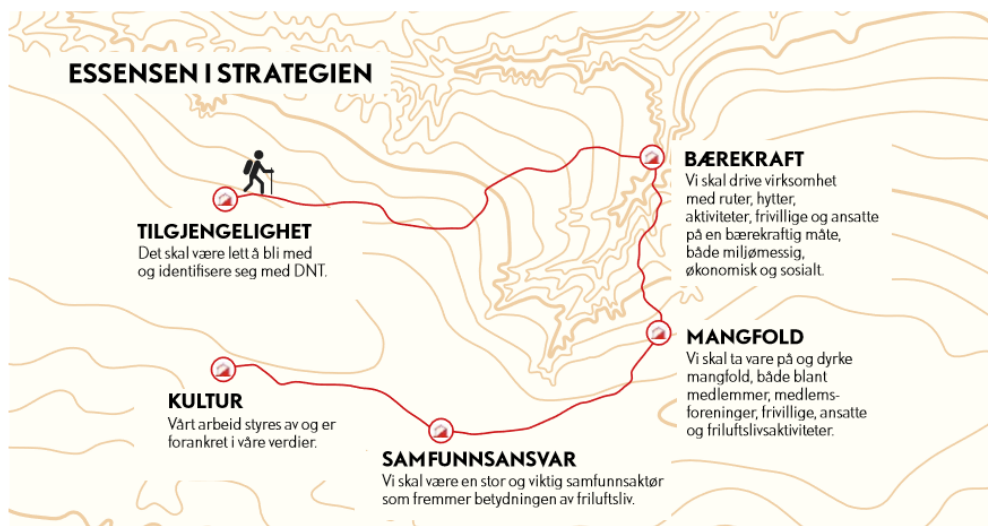 ESSENSEN I STRATEGIEN
TILGJENGELIGHET
Det skal være lett å bli med
og identifisere seg med DNT.
BÆREKRAFT
Vi skal drive virksomhet
med ruter, hytter,
aktiviteter, frivillige og ansatte
på en bærekraftig måte,
både miljømessig,
økonomisk og sosialt.
MANGFOLD
Vi skal ta vare på og dyrke
mangfold, både blant
medlemmer, medlems-
foreninger, frivillige, ansatte
og friluftslivsaktiviteter.
SAMFUNNSANSVAR
Vi skal være en stor og viktig samfunnsaktør
som fremmer betydningen av friluftsliv.
KULTUR
Vårt arbeid styres av og er
forankret i våre verdier.